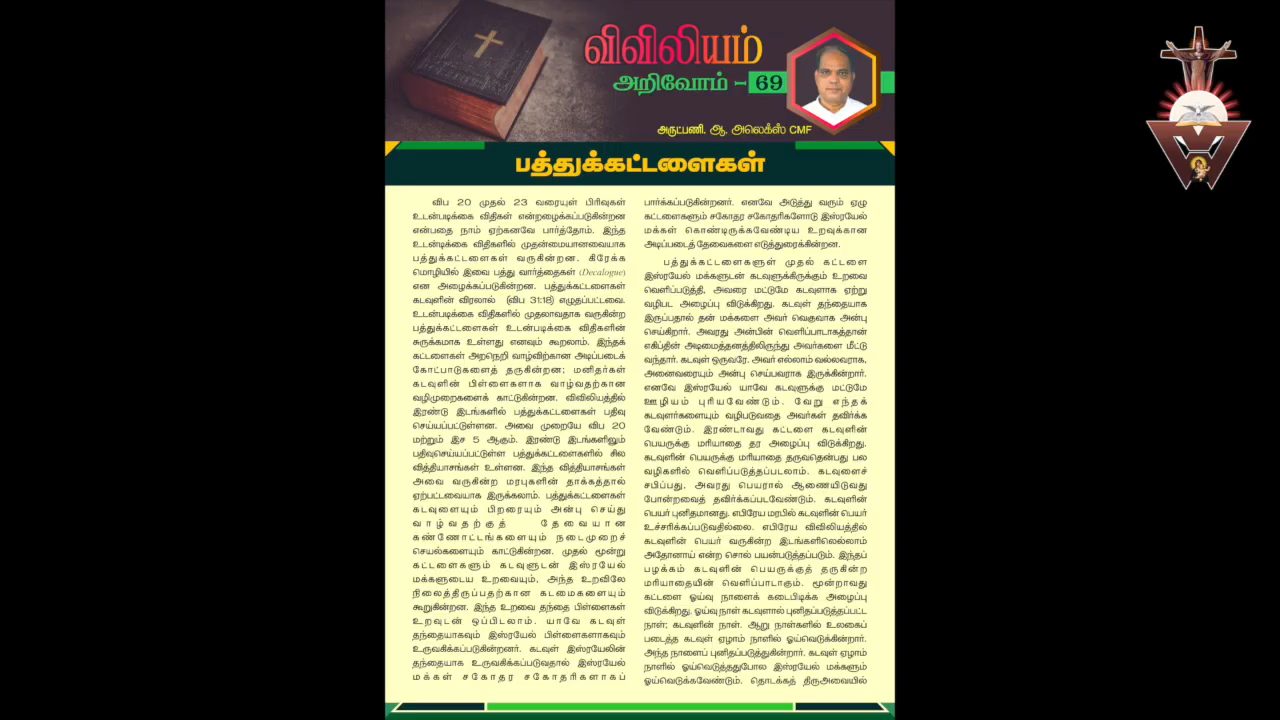 விவிலியம்
அறிவோம் - 69
அருட்பணி. ஆ. அலெக்ஸ் CMF
பத்துக்கட்டளைகள்
விப 20 முதல் 23 வரையுள் பிரிவுகள்
உடன்படிக்கை விதிகள் என்றழைக்கப்படுகின்றன
என்பதை நாம் ஏற்கனவே பார்த்தோம். இந்த
உடன்டிக்கை விதிகளில் முதன்மையானவையாக
பத்துக்கட்டளைகள் வருகின்றன. கிரேக்க
மொழியில் இவை பத்து வார்த்தைகள் (Decalogue)
என அழைக்கப்படுகின்றன. பத்துக்கட்டளைகள்
கடவுளின் விரலால் (விப 31:18) எழுதப்பட்டவை.
உடன்படிக்கை விதிகளில் முதலாவதாக வருகின்ற
பத்துக்கட்டளைகள் உடன்படிக்கை விதிகளின்
சுருக்கமாக உள்ளது எனவும் கூறலாம். இந்தக்
கட்டளைகள் அறநெறி வாழ்விற்கான அடிப்படைக்
கோட்பாடுகளைத் தருகின்றன; மனிதர்கள்
கடவுளின் பிள்ளைகளாக வாழ்வதற்கான
வழிமுறைகளைக் காட்டுகின்றன. விவிலியத்தில்
இரண்டு இடங்களில் பத்துக்கட்டளைகள் பதிவு
செய்யப்பட்டுள்ளன. அவை முறையே விப 20
மற்றும் இச 5 ஆகும். இரண்டு இடங்களிலும்
பதிவுசெய்யப்பட்டுள்ள பத்துக்கட்டளைகளில் சில
வித்தியாசங்கள் உள்ளன. இந்த வித்தியாசங்கள்
அவை வருகின்ற மரபுகளின் தாக்கத்தால்
ஏற்பட்டவையாக இருக்கலாம். பத்துக்கட்டளைகள்
கடவுளையும் பிறரையும் அன்பு செய்து
வாழ்வதற்குத் தேவையான
கண்ணோட்டங்களையும் நடைமுறைச்
செயல்களையும் காட்டுகின்றன. முதல் மூன்று
கட்டளைகளும் கடவுளுடன் இஸ்ரயேல்
மக்களுடைய உறவையும், அந்த உறவிலே
நிலைத்திருப்பதற்கான கடமைகளையும்
கூறுகின்றன. இந்த உறவை தந்தை பிள்ளைகள்
உறவுடன் ஒப்பிடலாம். யாவே கடவுள்
தந்தையாகவும் இஸ்ரயேல் பிள்ளைகளாகவும்
உருவகிக்கப்படுகின்றனர். கடவுள் இஸ்ரயேலின்
தந்தையாக உருவகிக்கப்படுவதால் இஸ்ரயேல்
மக்கள் சகோதர சகோதரிகளாகப்
பார்க்கப்படுகின்றனர். எனவே அடுத்து வரும் ஏழு
கட்டளைகளும் சகோதர சகோதரிகளோடு இஸ்ரயேல்
மக்கள் கொண்டிருக்கவேண்டிய உறவுக்கான
அடிப்படைத் தேவைகளை எடுத்துரைக்கின்றன.
பத்துக்கட்டளைகளுள் முதல் கட்டளை
இஸ்ரயேல் மக்களுடன் கடவுளுக்கிருக்கும் உறவை
வெளிப்படுத்தி, அவரை மட்டுமே கடவுளாக ஏற்று
வழிபட அழைப்பு விடுக்கிறது. கடவுள் தந்தையாக
இருப்பதால் தன் மக்களை அவர் வெகுவாக அன்பு
செய்கிறார். அவரது அன்பின் வெளிப்பாடாகத்தான்
எகிப்தின் அடிமைத்தனத்திலிருந்து அவர்களை மீட்டு
வந்தார். கடவுள் ஒருவரே. அவர் எல்லாம் வல்லவராக,
அனைவரையும் அன்பு செய்பவராக இருக்கின்றார்.
எனவே இஸ்ரயேல் யாவே கடவுளுக்கு மட்டுமே
ஊழியம் புரியவேண்டும். வேறு எந்தக்
கடவுளர்களையும் வழிபடுவதை அவர்கள் தவிர்க்க
வேண்டும். இரண்டாவது கட்டளை கடவுளின்
பெயருக்கு மரியாதை தர அழைப்பு விடுக்கிறது.
கடவுளின் பெயருக்கு மரியாதை தருவதென்பது பல
வழிகளில் வெளிப்படுத்தப்படலாம். கடவுளைச்
சபிப்பது, அவரது பெயரால் ஆணையிடுவது
போன்றவைத் தவிர்க்கப்படவேண்டும். கடவுளின்
பெயர் புனிதமானது. எபிரேய மரபில் கடவுளின் பெயர்
உச்சரிக்கப்படுவதில்லை. எபிரேய விவிலியத்தில்
கடவுளின் பெயர் வருகின்ற இடங்களிலெல்லாம்
அதோனாய் என்ற சொல் பயன்படுத்தப்படும். இந்தப்
பழக்கம் கடவுளின் பெயருக்குத் தருகின்ற
மரியாதையின் வெளிப்பாடாகும். மூன்றாவது
கட்டளை ஓய்வு நாளைக் கடைபிடிக்க அழைப்பு
விடுக்கிறது. ஓய்வு நாள் கடவுளால் புனிதப்படுத்தப்பட்ட
நாள்; கடவுளின் நாள். ஆறு நாள்களில் உலகைப்
படைத்த கடவுள் ஏழாம் நாளில் ஓய்வெடுக்கின்றார்.
அந்த நாளைப் புனிதப்படுத்துகின்றார். கடவுள் ஏழாம்
நாளில் ஓய்வெடுத்ததுபோல இஸ்ரயேல் மக்களும்
ஓய்வெடுக்கவேண்டும். தொடக்கத் திருஅவையில்